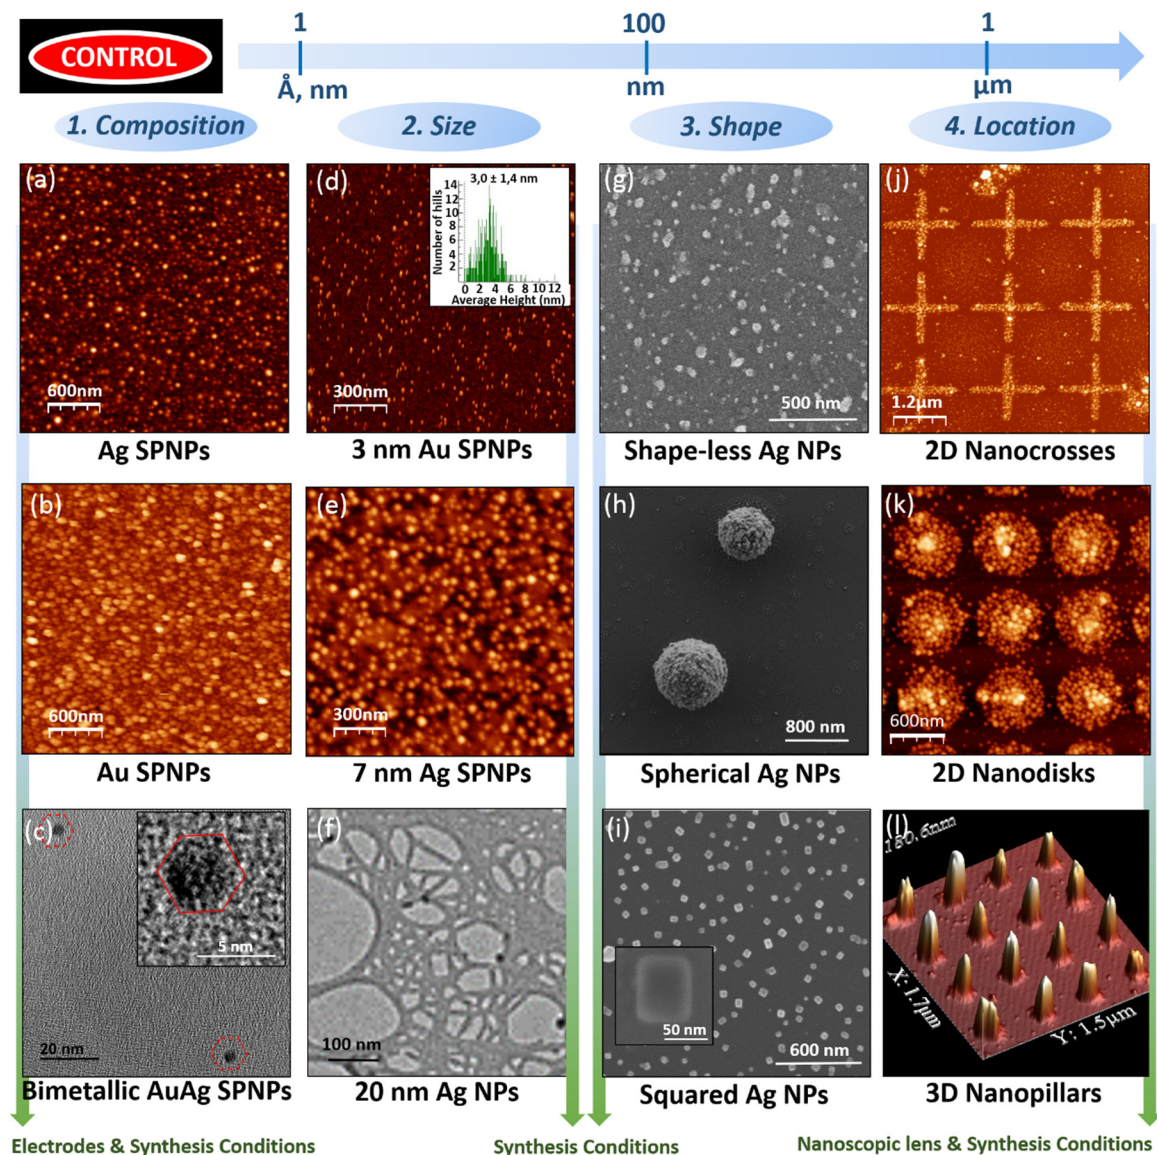 CONTROL
1
100
1
Å, nm
nm
µm
1. Composition
2. Size
3. Shape
4. Location
(a)
600nm
Ag SPNPs
(d)
3,0 ± 1,4 nm
Number of hills
14
12
10
8
6
4
2
0 2 4 6 8 10 12
Average Height (nm)
300nm
3 nm Au SPNPs
(g)
500 nm
Shape-less Ag NPs
(j)
1.2µm
2D Nanocrosses
(b)
600nm
Au SPNPs
(e)
300nm
7 nm Ag SPNPs
(h)
800 nm
Spherical Ag NPs
(k)
600nm
2D Nanodisks
(c)
5 nm
20 nm
Bimetallic AuAg SPNPs
(f)
100 nm
20 nm Ag NPs
(i)
50 nm
600 nm
Squared Ag NPs
(l)
180.6nm
X: 1.7µm
Y: 1.5µm
3D Nanopillars
Electrodes & Synthesis Conditions
Synthesis Conditions
Nanoscopic lens & Synthesis Conditions